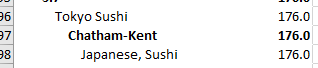 96 Tokyo Sushi 176.0
97 Chatham-Kent 176.0
98 Japanese, Sushi 176.0